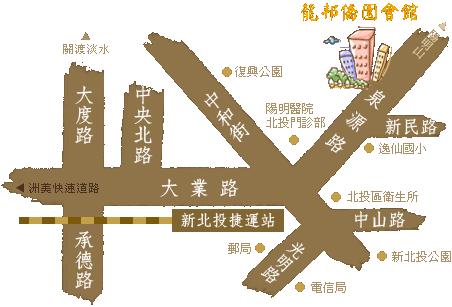 龍邦僑園會館
關渡淡水
陽明山
復興公園
大度路
中央北路
中和街
陽明醫院
北投門診部
泉源路
新民路
逸仙國小
洲美快速道路
大業路
北投區衛生所
新北投捷運站
中山路
承德路
郵局
光明路
新北投公園
電信局